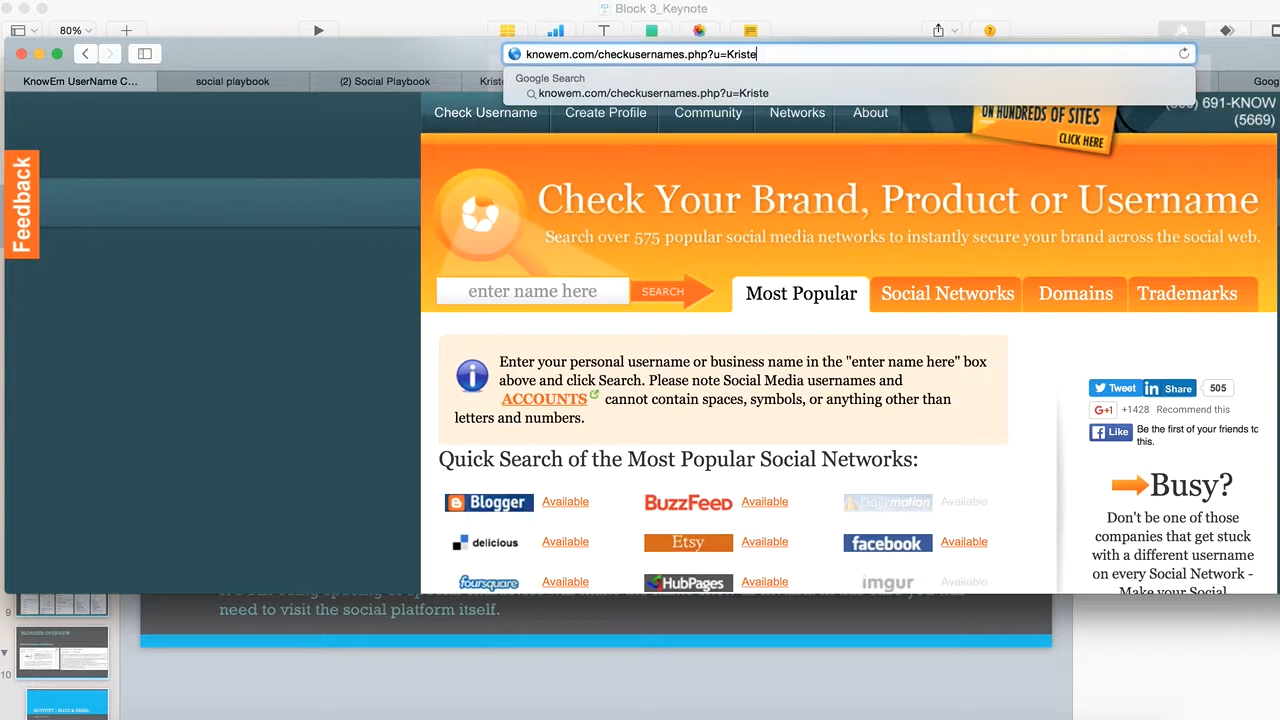 Block 3_Keynote
80%
knowem.com/checkusernames.php?u=Kriste
Google Search
knowem.com/checkusernames.php?u=Kriste
KnowEm UserName C...
social playbook
(2) Social Playbook
Krist
Goog
Check Username
Create Profile
Community
Networks
About
ON HUNDREDS OF SITES
CLICK HERE
691-KNOW
(5669)
Feedback
Check Your Brand, Product or Username
Search over 575 popular social media networks to instantly secure your brand across the social web.
enter name here
SEARCH
Most Popular
Social Networks
Domains
Trademarks
Enter your personal username or business name in the "enter name here" box
above and click Search. Please note Social Media usernames and
ACCOUNTS cannot contain spaces, symbols, or anything other than
letters and numbers.
Tweet
Share
505
G+1
+1428
Recommend this
Like
Be the first of your friends to
this.
Quick Search of the Most Popular Social Networks:
Blogger Available
BuzzFeed Available
Dailymotion Available
delicious Available
Etsy Available
facebook Available
foursquare Available
HubPages Available
imgur Available
Busy?
Don't be one of those
companies that get stuck
with a different username
on every Social Network -
Make your Social
need to visit the social platform itself.
9
BLOGGER OVERVIEW
10
ACTIVITY - BLOG & EMAIL